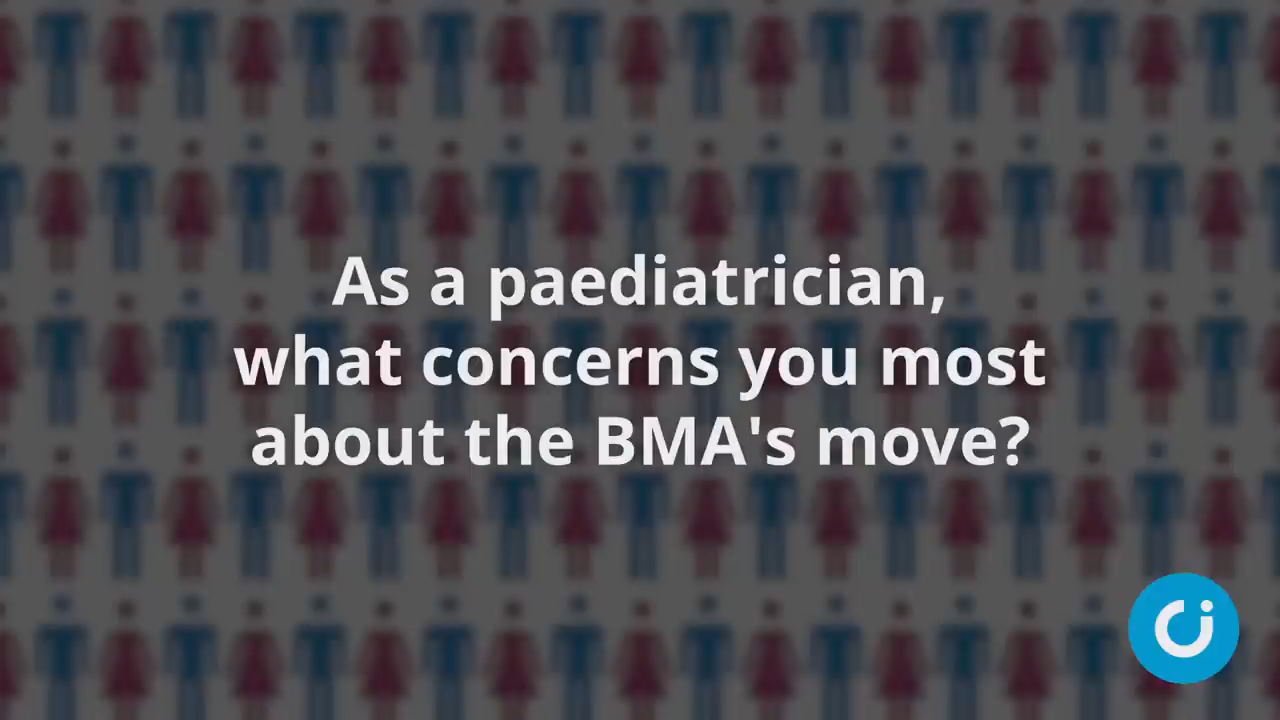 As a paediatrician,
what concerns you most
about the BMA's move?